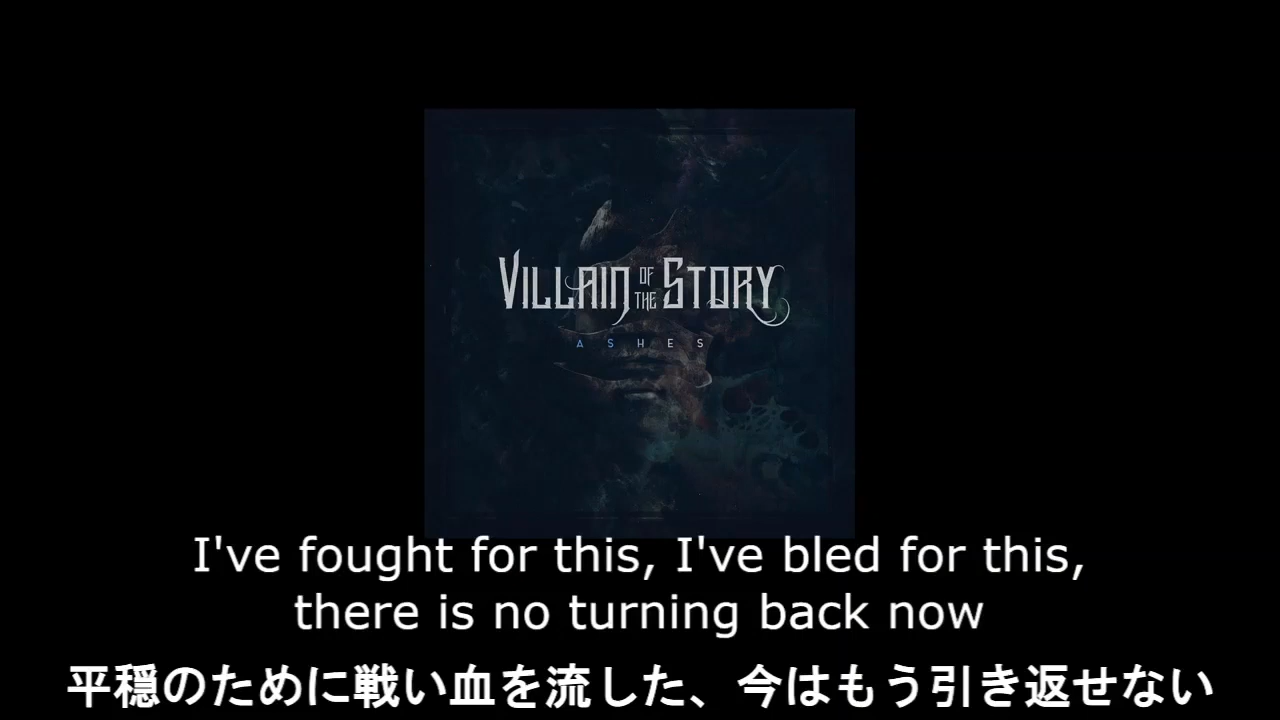 VILLAIN OF THE STORY
ASHES
I've fought for this, I've bled for this,
there is no turning back now
平穏のために戦い血を流した、今はもう引き返せない